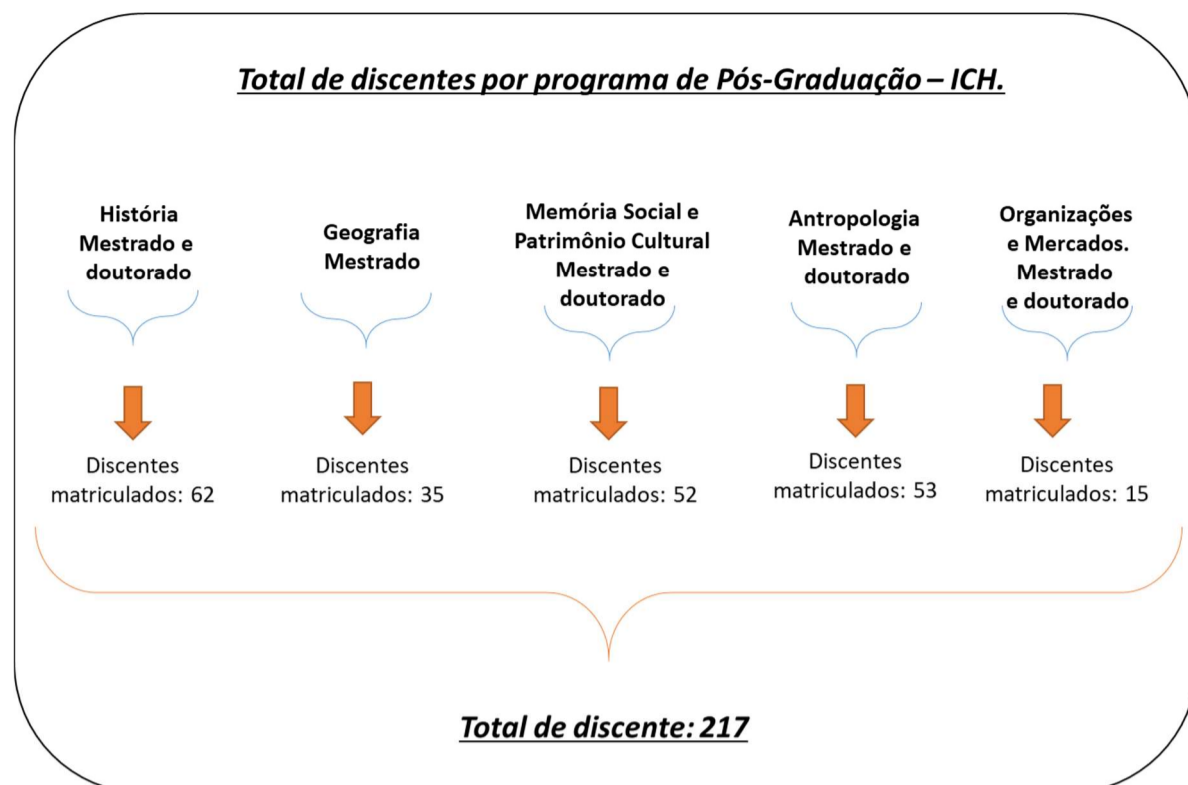 Total de discentes por programa de Pós-Graduação – ICH.
História
Mestrado e
doutorado
Geografia
Mestrado
Memória Social e
Patrimônio Cultural
Mestrado e
doutorado
Antropologia
Mestrado e
doutorado
Organizações
e Mercados.
Mestrado
e doutorado
Discentes
matriculados: 62
Discentes
matriculados: 35
Discentes
matriculados: 52
Discentes
matriculados: 53
Discentes
matriculados: 15
Total de discente: 217